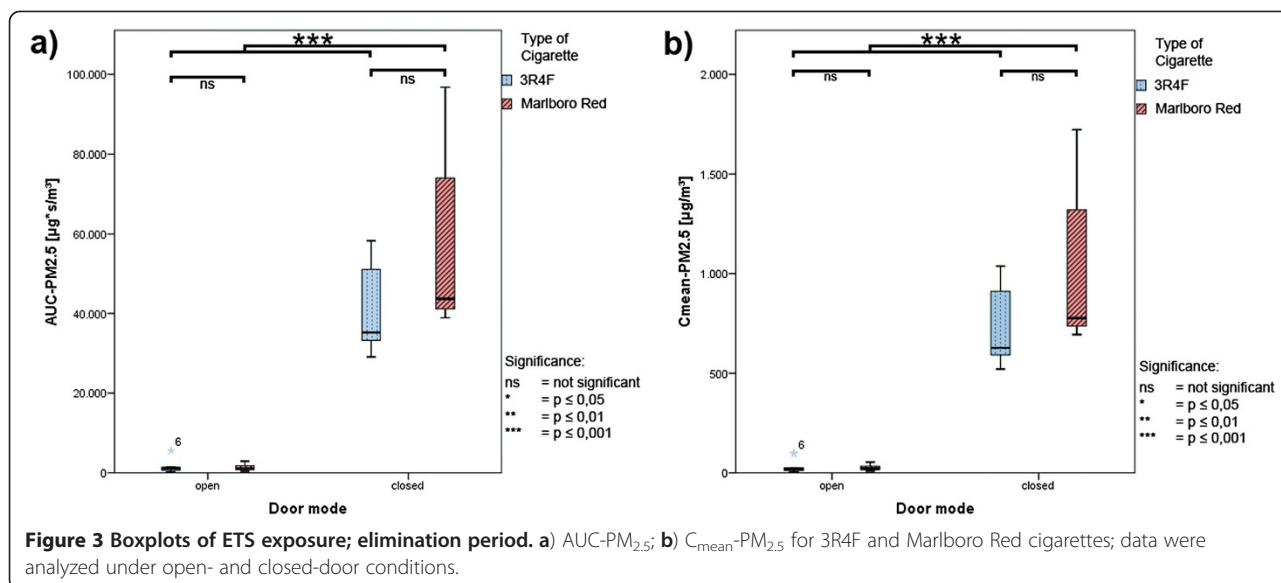 a)
***
ns
ns
Type of
Cigarette
3R4F
Marlboro Red
AUC-PM2.5 [µg*s/m³]
100.000
80.000
60.000
40.000
20.000
0
*6
open
closed
Door mode
Significance:
ns = not significant
* = p ≤ 0,05
** = p ≤ 0,01
*** = p ≤ 0,001
b)
***
ns
ns
Type of
Cigarette
3R4F
Marlboro Red
Cmean-PM2.5 [µg/m³]
2.000
1.500
1.000
500
0
*6
open
closed
Door mode
Significance:
ns = not significant
* = p ≤ 0,05
** = p ≤ 0,01
*** = p ≤ 0,001
Figure 3 Boxplots of ETS exposure; elimination period. a) AUC-PM2.5; b) Cmean-PM2.5 for 3R4F and Marlboro Red cigarettes; data were
analyzed under open- and closed-door conditions.